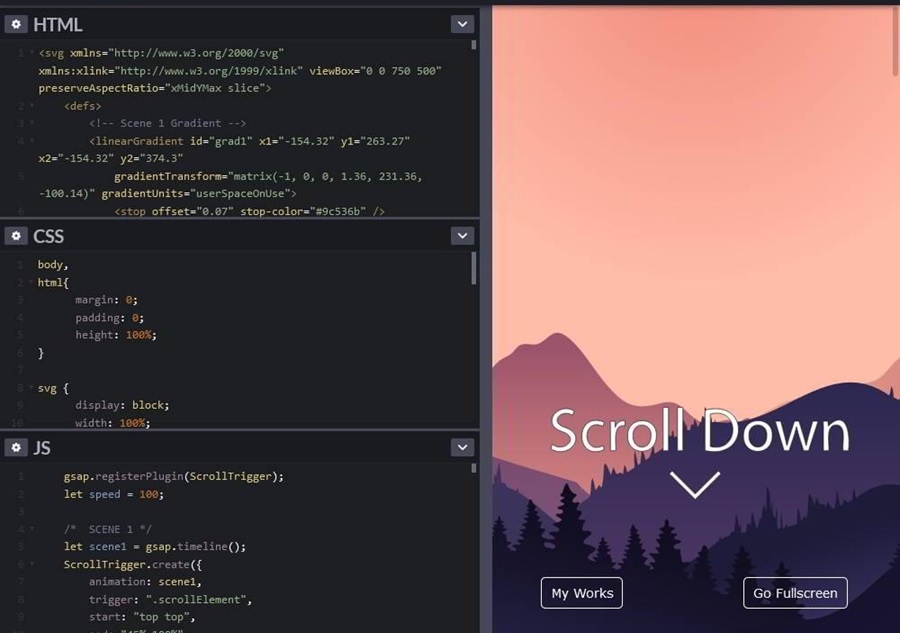 HTML
1 <svg xmlns="http://www.w3.org/2000/svg"
xmlns:xlink="http://www.w3.org/1999/xlink" viewBox="0 0 750 500"
preserveAspectRatio="xMidYMax slice">
2 <defs>
3 <!-- Scene 1 Gradient -->
4 <linearGradient id="grad1" x1="-154.32" y1="263.27"
x2="-154.32" y2="374.3"
5 gradientTransform="matrix(-1, 0, 0, 1.36, 231.36,
-100.14)" gradientUnits="userSpaceOnUse">
6 <stop offset="0.07" stop-color="#9c536b" />
CSS
1 body,
2 html{
3 margin: 0;
4 padding: 0;
5 height: 100%;
6 }
7
8 svg {
9 display: block;
10 width: 100%;
JS
1 gsap.registerPlugin(ScrollTrigger);
2 let speed = 100;
3
4 /* SCENE 1 */
5 let scene1 = gsap.timeline();
6 ScrollTrigger.create({
7 animation: scene1,
8 trigger: ".scrollElement",
9 start: "top top",
Scroll Down
My Works
Go Fullscreen